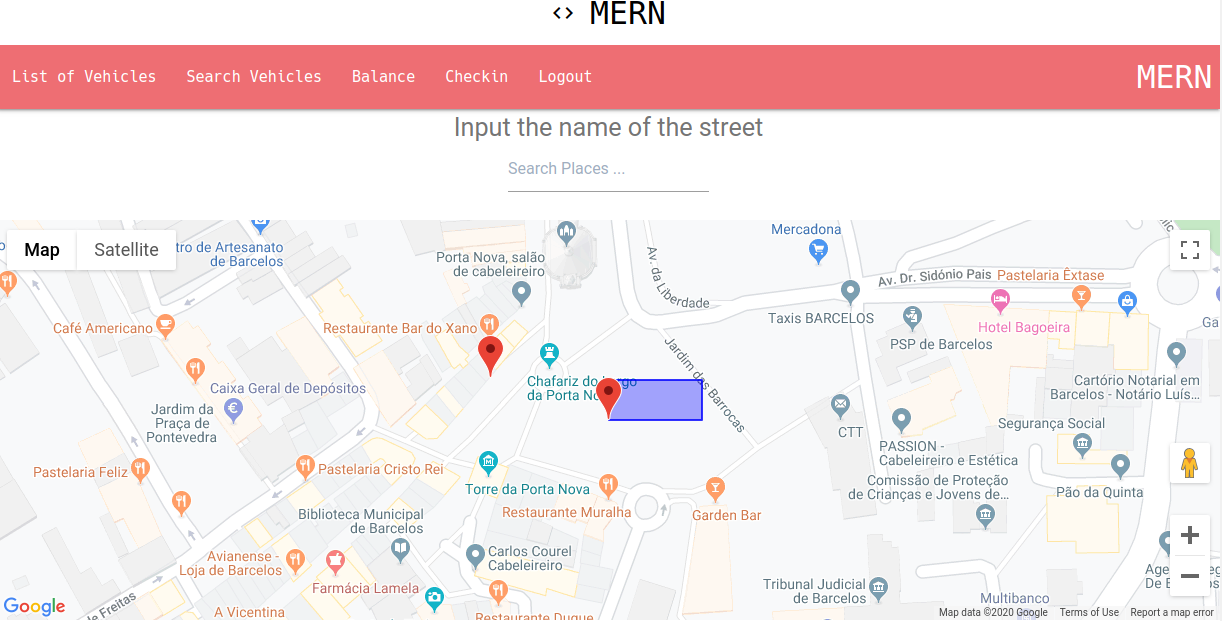 <> MERN
List of Vehicles Search Vehicles Balance Checkin Logout MERN
Input the name of the street
Search Places ...
Map Satellite
tro de Artesanato
de Barcelos
Porta Nova, salão
de cabeleireiro
Av. da Liberdade
Mercadona
Av. Dr. Sidónio Pais
Pastelaria Êxtase
Café Americano
Restaurante Bar do Xano
Taxis BARCELOS
Hotel Bagoeira
Ga
PSP de Barcelos
Jardim das Barrocas
Caixa Geral de Depósitos
Chafariz do Largo
da Porta No
Cartório Notarial em
Barcelos - Notário Luís...
Jardim da
Praça de
Pontevedra
CTT
Segurança Social
PASSION -
Cabeleireiro e Estética
Pastelaria Feliz
Pastelaria Cristo Rei
Torre da Porta Nova
Comissão de Proteção
de Crianças e Jovens de...
Pão da Quinta
Restaurante Muralha
Garden Bar
Biblioteca Municipal
de Barcelos
Avianense -
Loja de Barcelos
Carlos Courel
Cabeleireiro
Farmácia Lamela
Tribunal Judicial
de Barcelos
Age
De B
Multibanco
de Freitas
A Vicentina
Restaurante Duque
Google
Map data ©2020 Google Terms of Use Report a map error